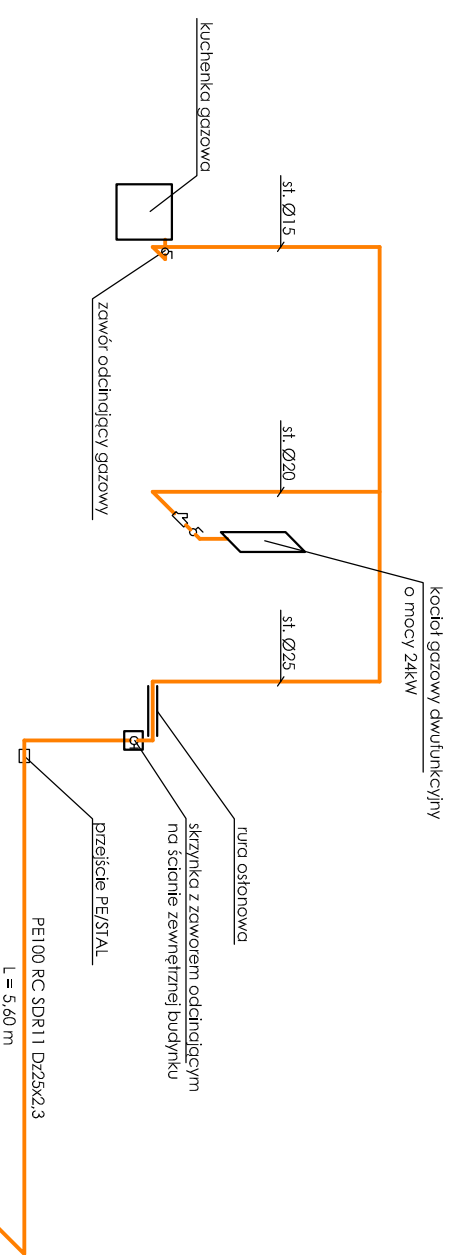 kuchenka gazowa
st. Ø15
zawór odcinający gazowy
st. Ø20
kocioł gazowy dwufunkcyjny
o mocy 24kW
st. Ø25
rura osłonowa
skrzynka z zaworem odcinającym
na ścianie zewnętrznej budynku
przejście PE/STAL
PE100 RC SDR11 Dz25x2,3
L = 5,60 m